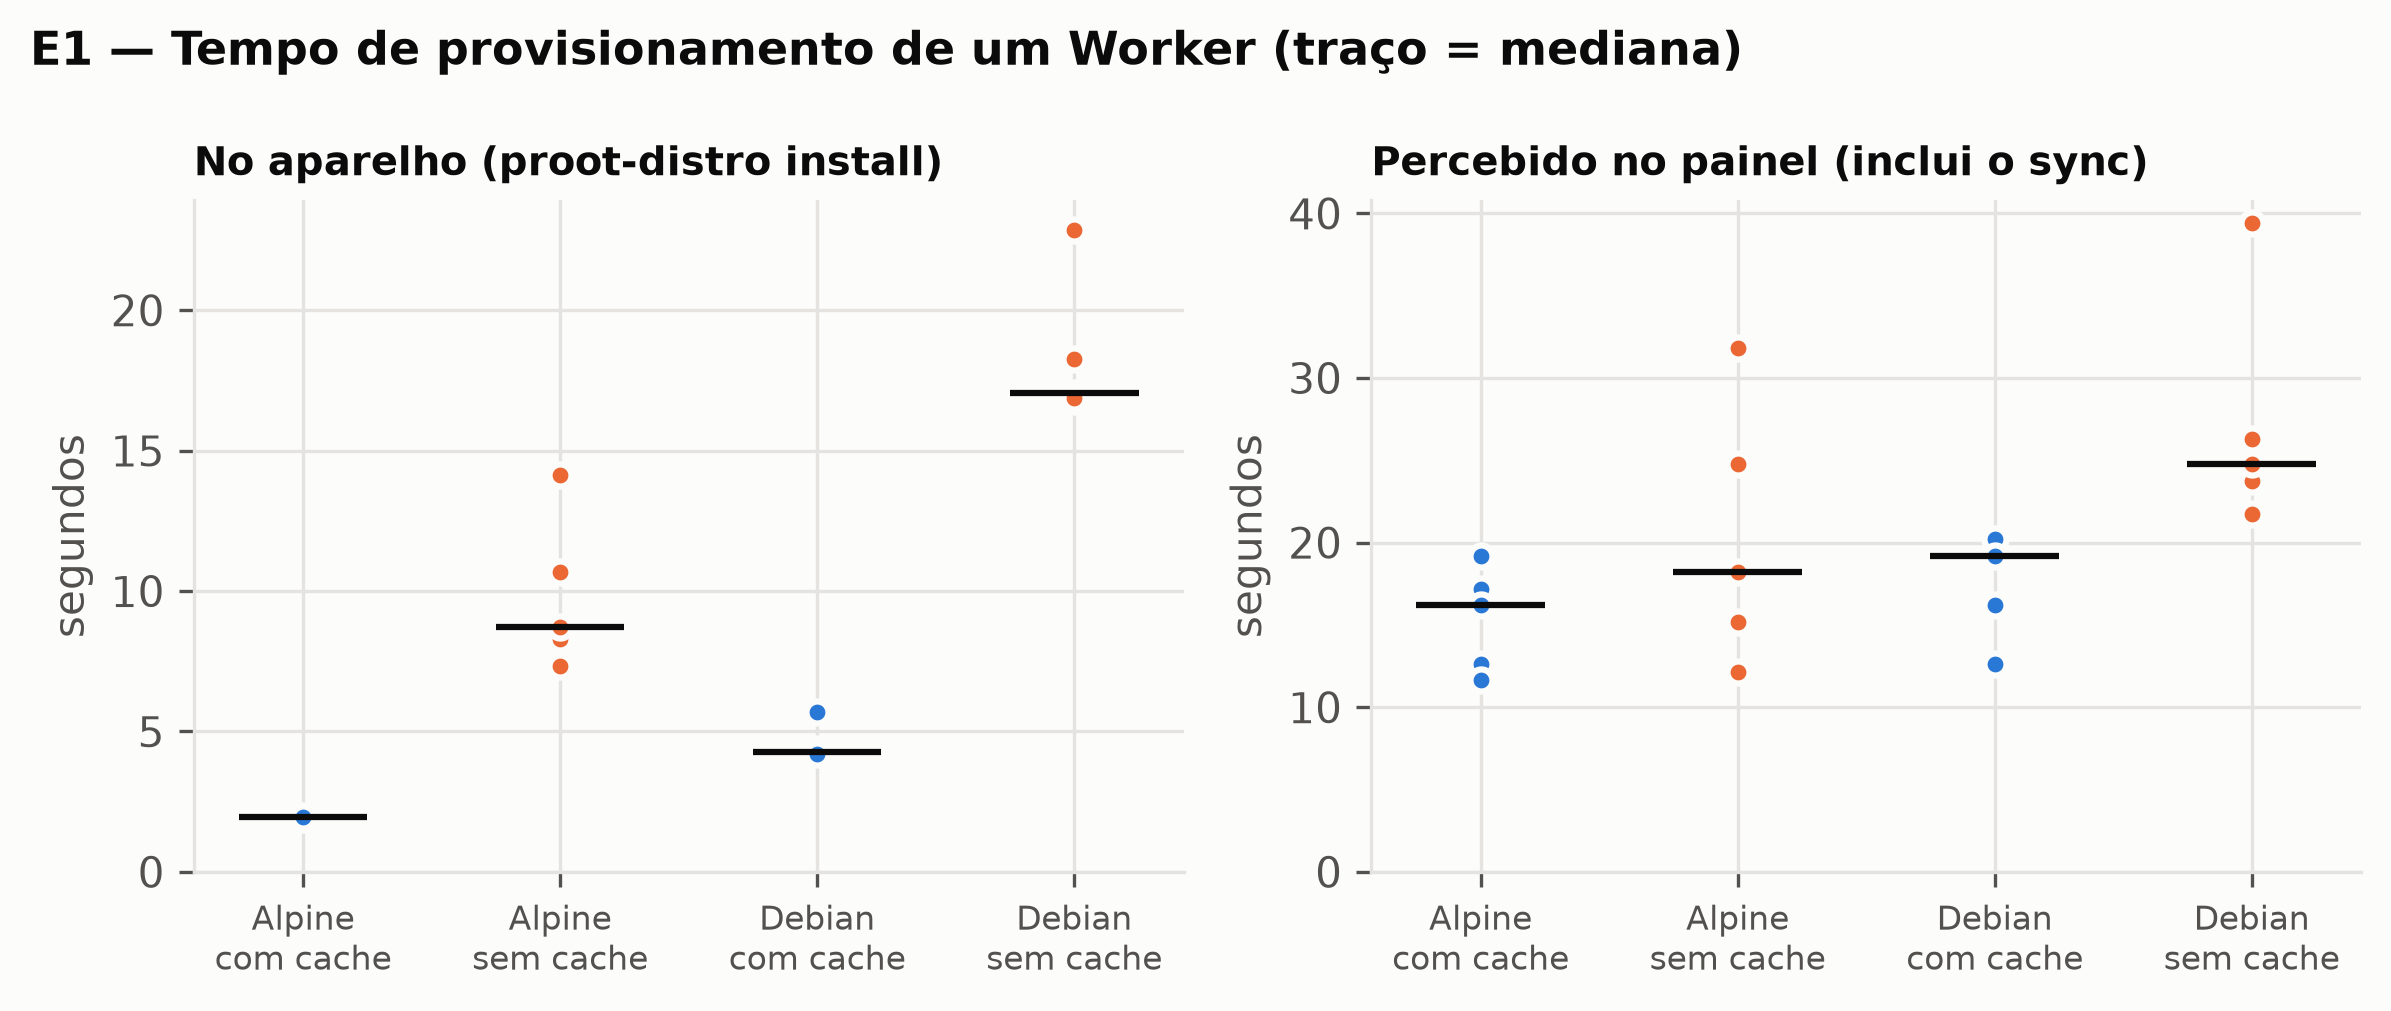 E1 — Tempo de provisionamento de um Worker (traço = mediana)
No aparelho (proot-distro install)
segundos
20
15
10
5
0
Alpine
com cache
Alpine
sem cache
Debian
com cache
Debian
sem cache
Percebido no painel (inclui o sync)
segundos
40
30
20
10
0
Alpine
com cache
Alpine
sem cache
Debian
com cache
Debian
sem cache